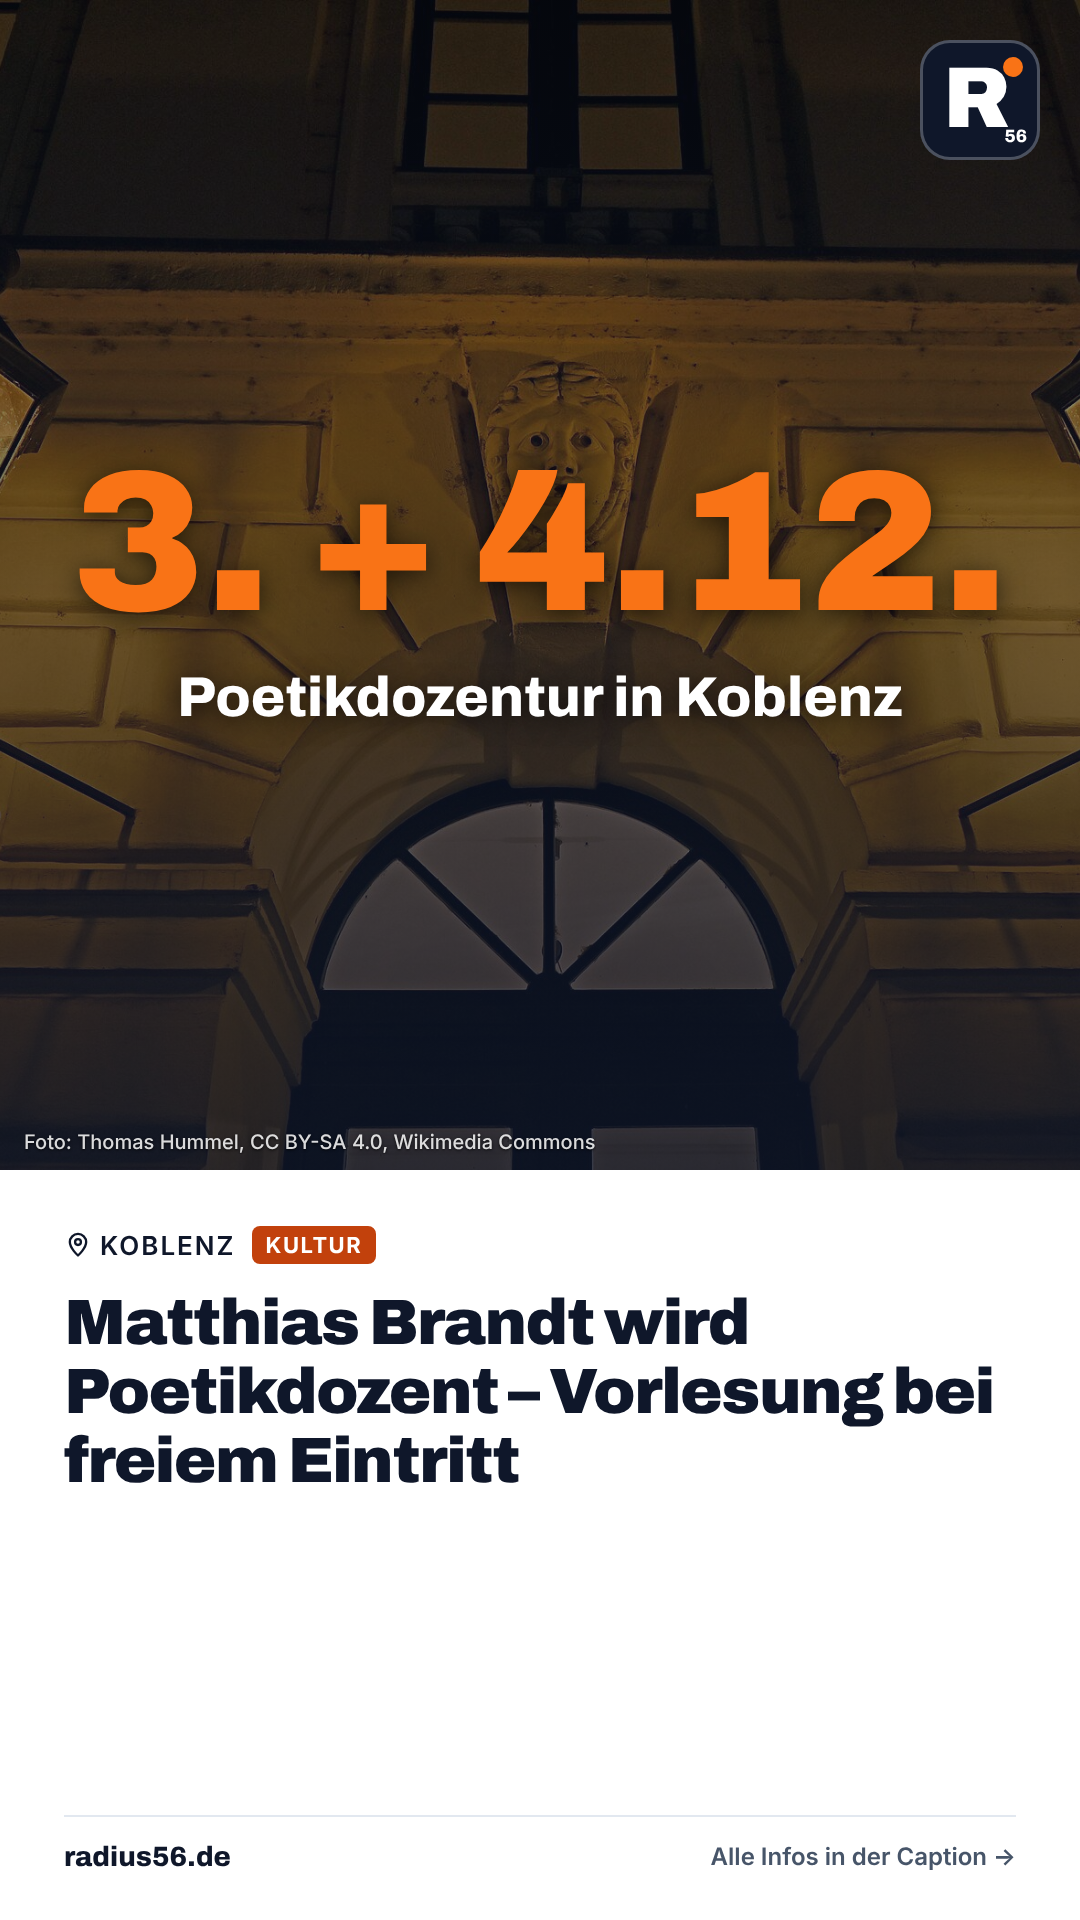 R
56
3. + 4.12.
Poetikdozentur in Koblenz
Foto: Thomas Hummel, CC BY-SA 4.0, Wikimedia Commons
KOBLENZ KULTUR
Matthias Brandt wird
Poetikdozent – Vorlesung bei
freiem Eintritt
radius56.de
Alle Infos in der Caption →